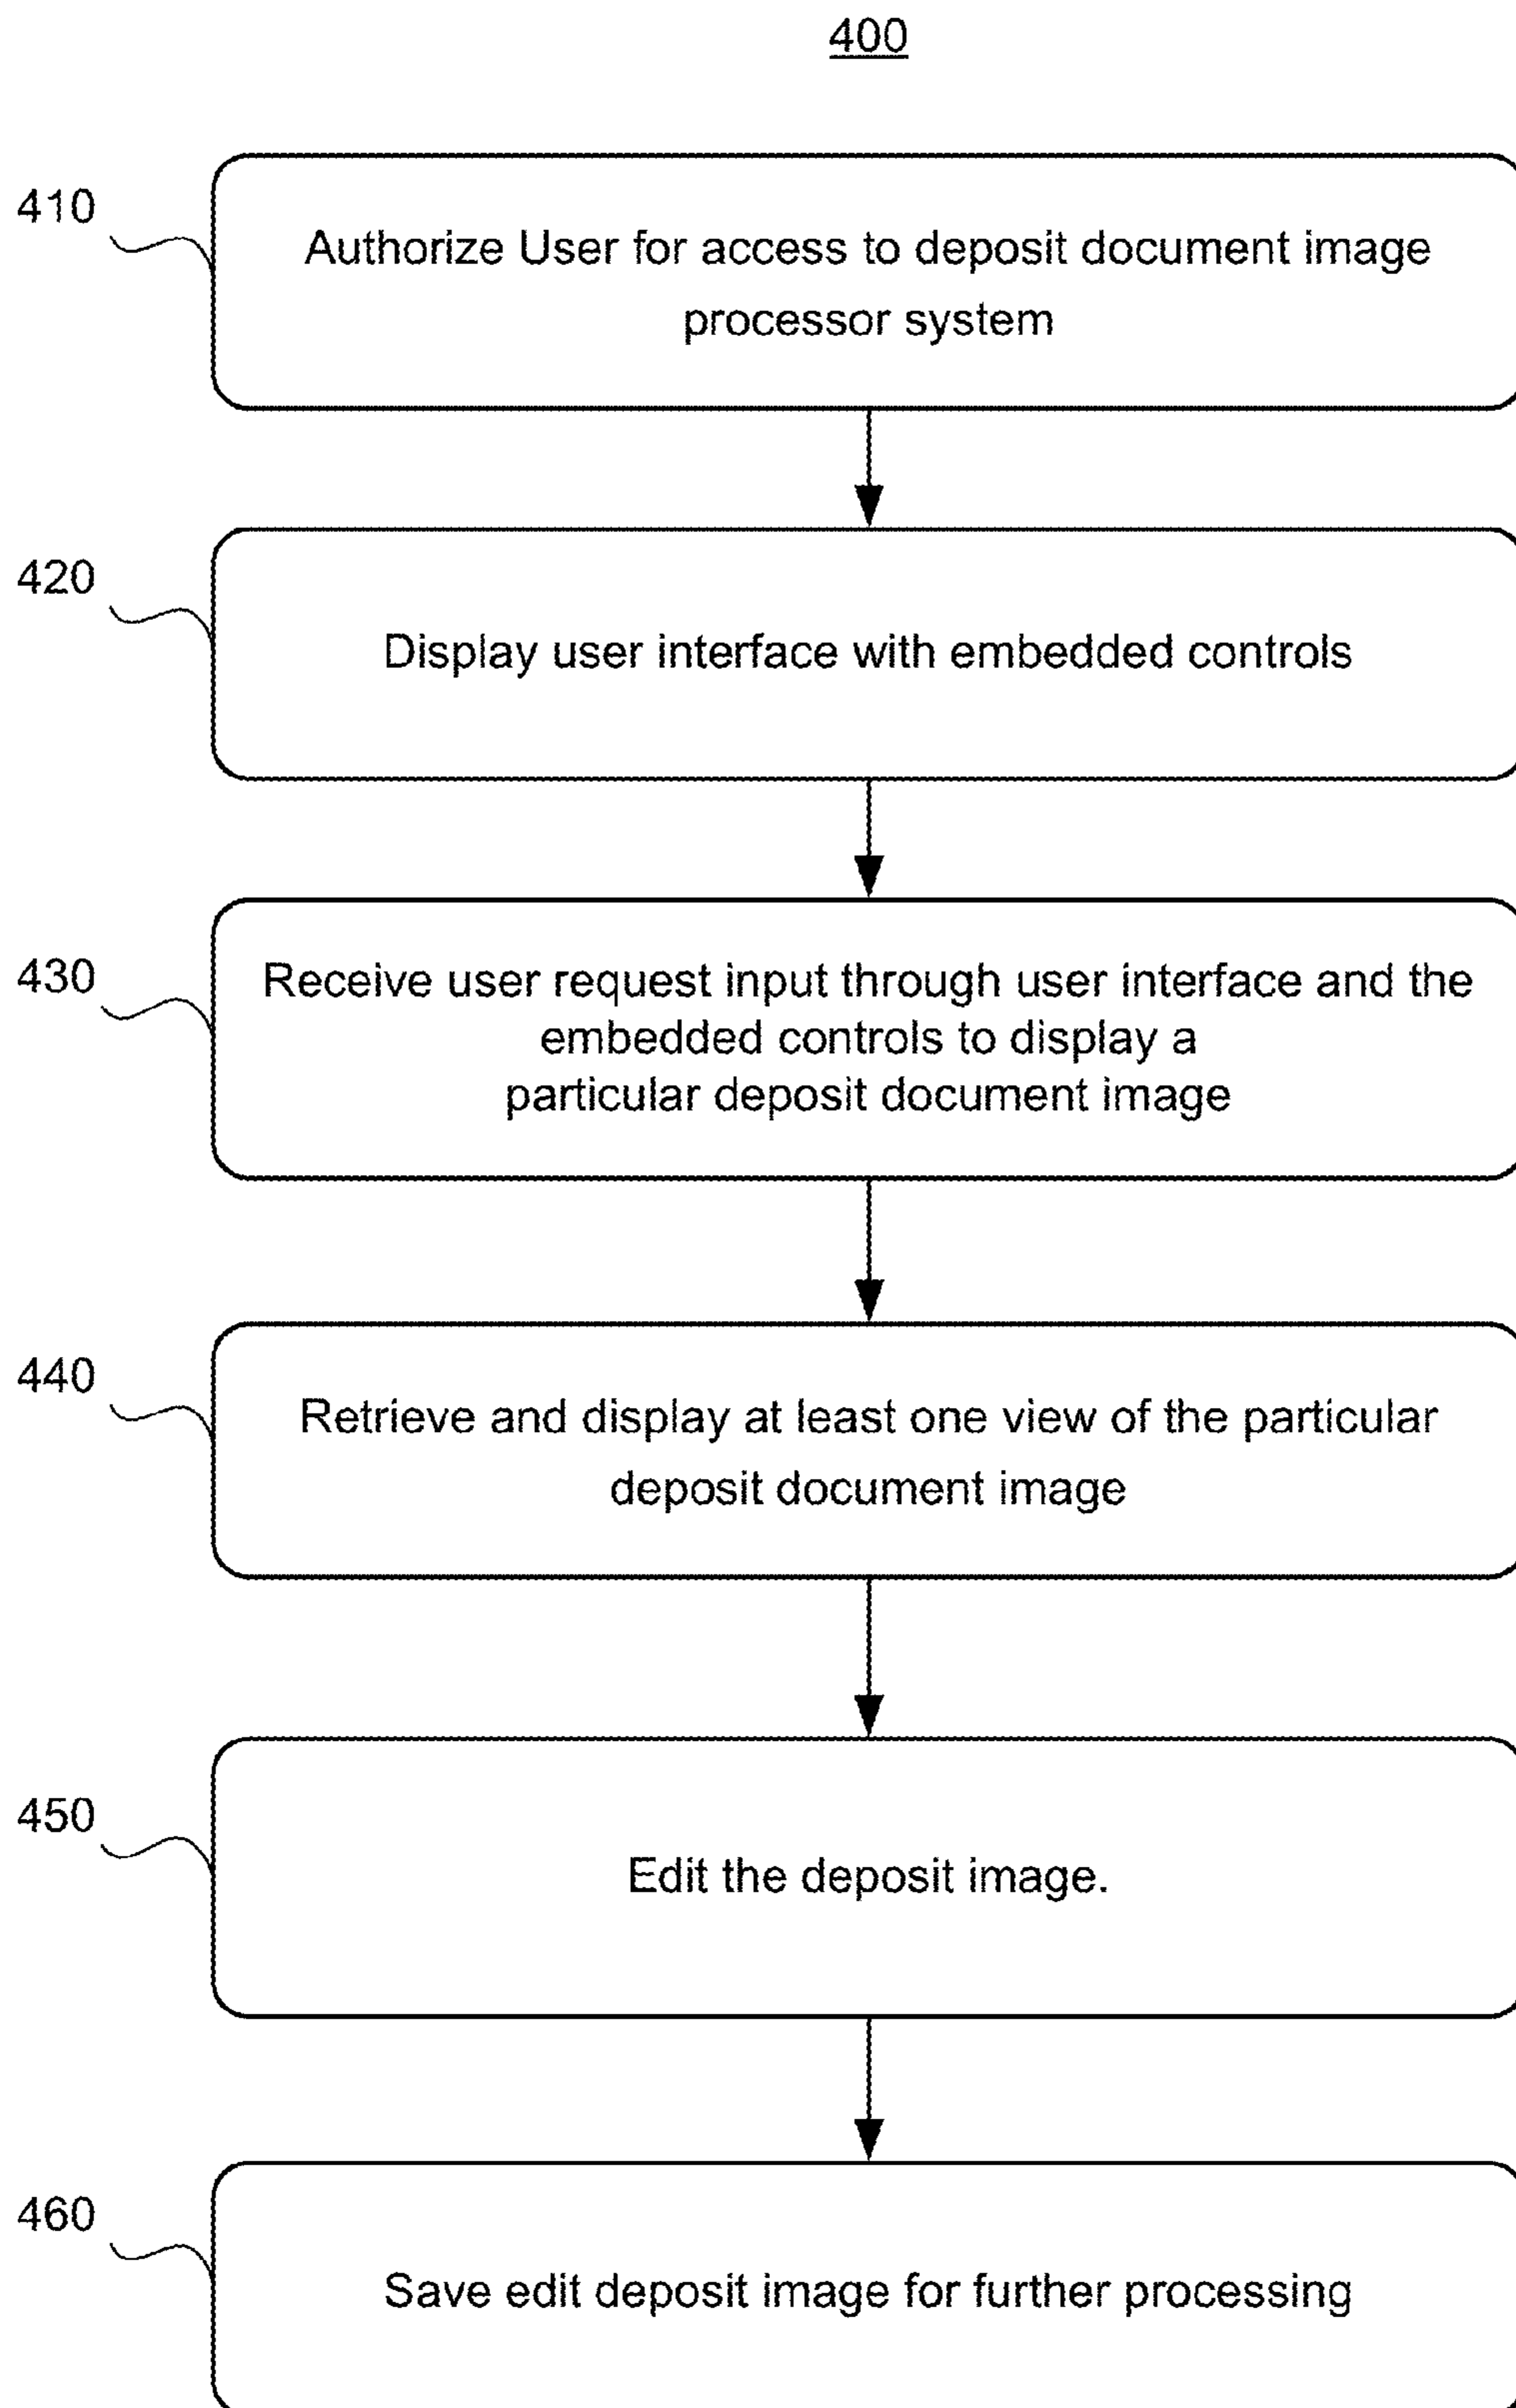 400
410
Authorize User for access to deposit document image
processor system
420
Display user interface with embedded controls
430
Receive user request input through user interface and the
embedded controls to display a
particular deposit document image
440
Retrieve and display at least one view of the particular
deposit document image
450
Edit the deposit image.
460
Save edit deposit image for further processing